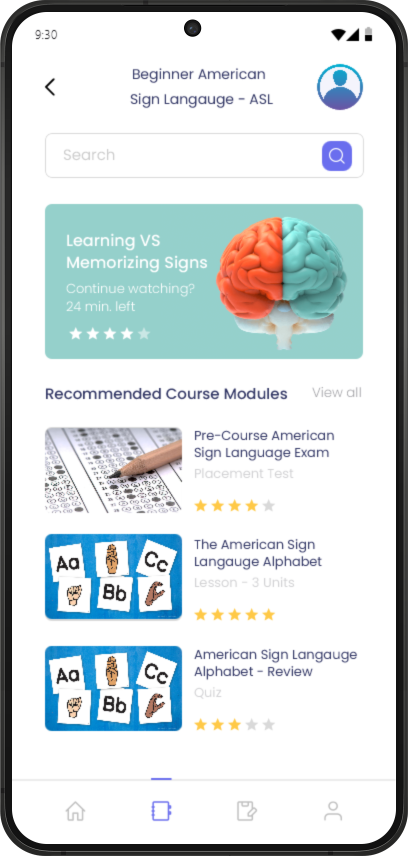 9:30
Beginner American
Sign Langauge - ASL
Search
Learning VS
Memorizing Signs
Continue watching?
24 min. left
Recommended Course Modules
View all
Pre-Course American
Sign Language Exam
Placement Test
Aa
Cc
Bb
The American Sign
Langauge Alphabet
Lesson - 3 Units
Aa
Cc
Bb
American Sign Langauge
Alphabet - Review
Quiz